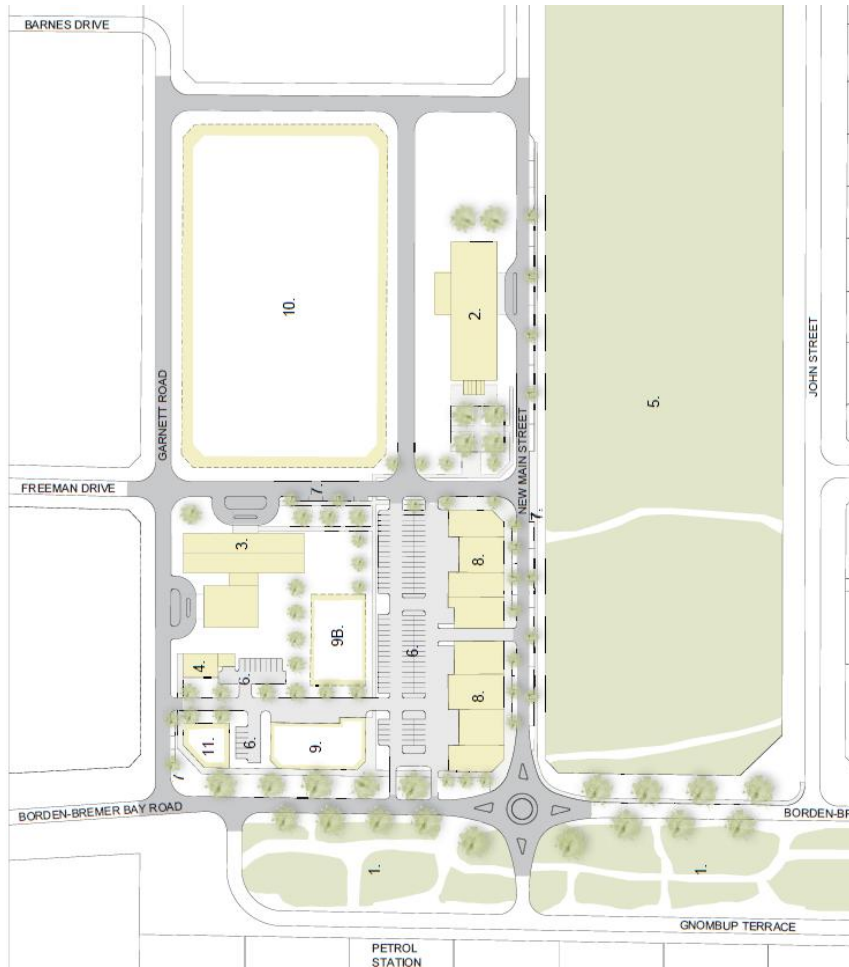 BARNES DRIVE
10.
2.
GARNETT ROAD
5.
JOHN STREET
NEW MAIN STREET
FREEMAN DRIVE
7.
7.
3.
8.
9B.
6.
4.
6.
8.
11.
6.
9.
7
BORDEN-BREMER BAY ROAD
BORDEN-BR
1.
1.
GNOMBUP TERRACE
PETROL
STATION